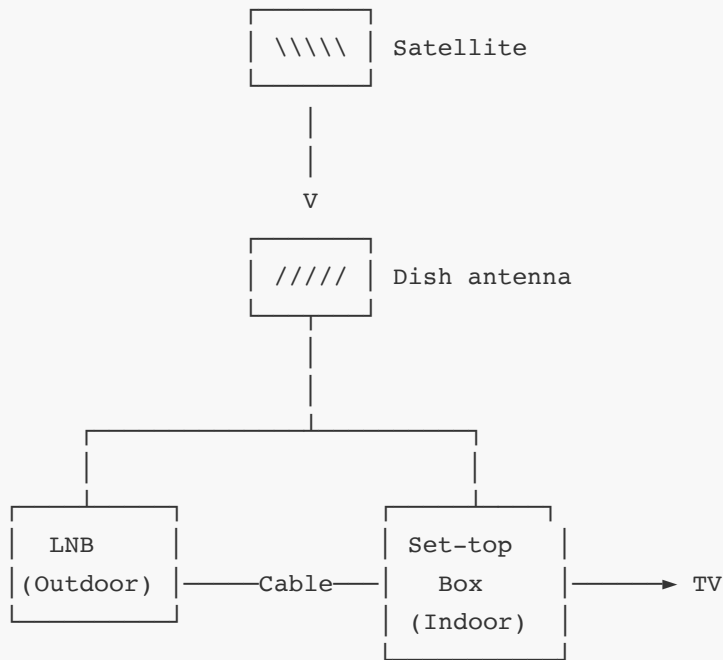 \\\\\ Satellite
V
///// Dish antenna
LNB Set-top
(Outdoor) Cable Box TV
(Indoor)